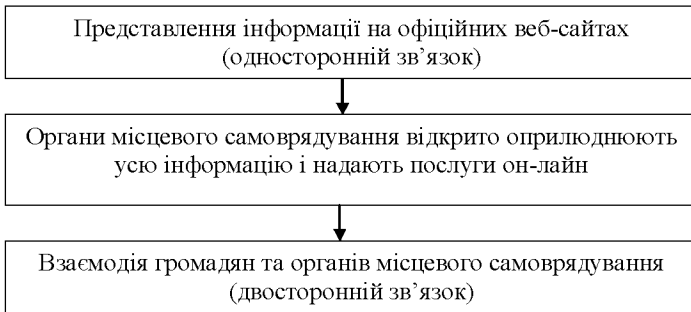 Представлення інформації на офіційних веб-сайтах
(односторонній зв’язок)
Органи місцевого самоврядування відкрито оприлюднюють
усю інформацію і надають послуги он-лайн
Взаємодія громадян та органів місцевого самоврядування
(двосторонній зв’язок)